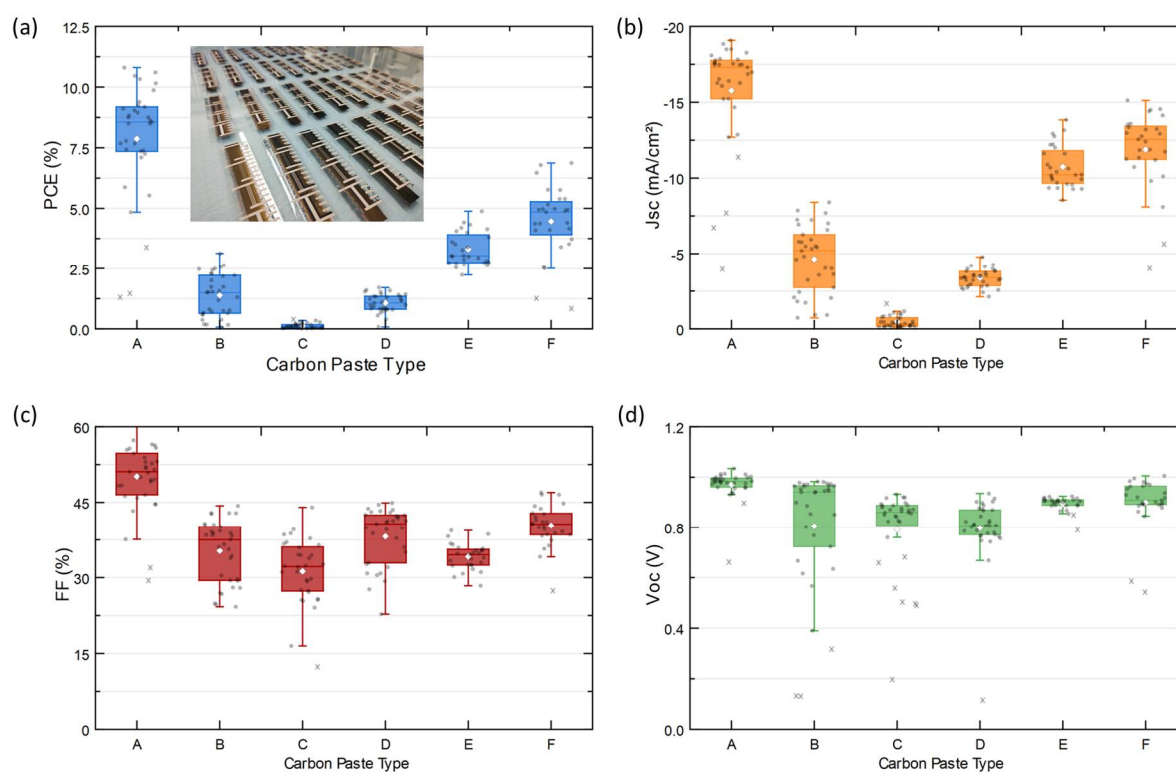 (a)
12.5
10.0
7.5
5.0
2.5
0.0
PCE (%)
A B C D E F
Carbon Paste Type
(b)
-20
-15
-10
-5
0
Jsc (mA/cm²)
A B C D E F
Carbon Paste Type
(c)
60
45
30
15
0
FF (%)
A B C D E F
Carbon Paste Type
(d)
1.2
0.8
0.4
0.0
Voc (V)
A B C D E F
Carbon Paste Type